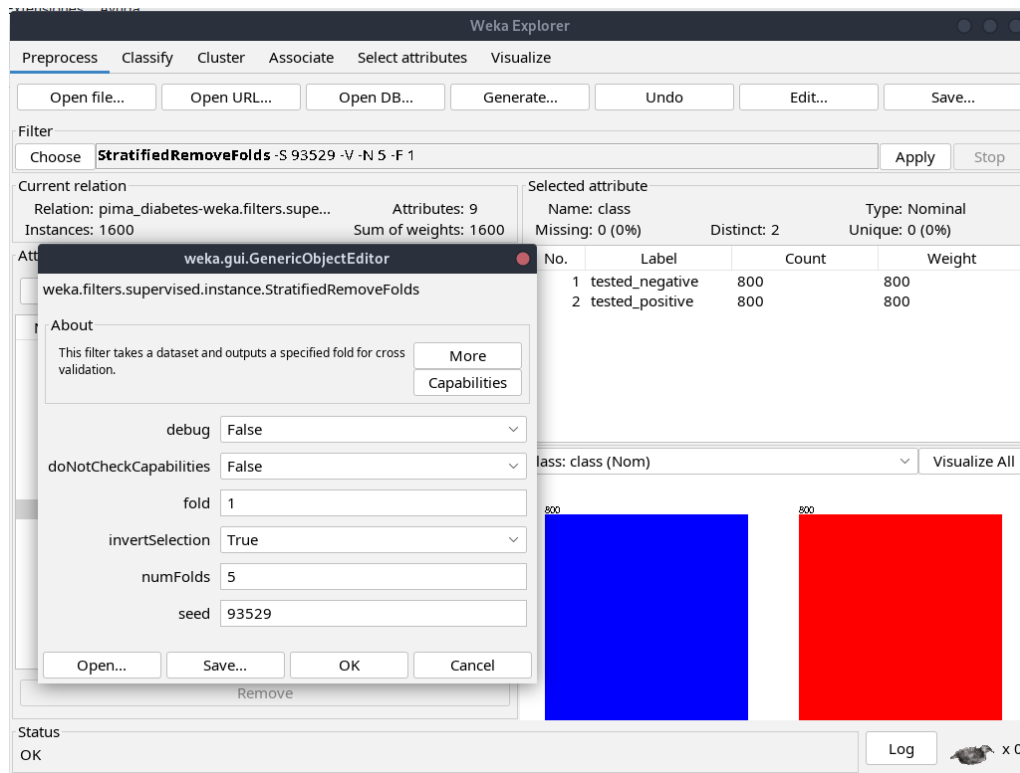 Weka Explorer
Preprocess Classify Cluster Associate Select attributes Visualize
Open file... Open URL... Open DB... Generate... Undo Edit... Save...
Filter
Choose StratifiedRemoveFolds -S 93529 -V -N 5 -F 1 Apply Stop
Current relation
Relation: pima_diabetes-weka.filters.supe... Attributes: 9
Instances: 1600 Sum of weights: 1600
Selected attribute
Name: class Type: Nominal
Missing: 0 (0%) Distinct: 2 Unique: 0 (0%)
No. Label Count Weight
1 tested_negative 800 800
2 tested_positive 800 800
weka.gui.GenericObjectEditor
weka.filters.supervised.instance.StratifiedRemoveFolds
About
This filter takes a dataset and outputs a specified fold for cross
validation.
More
Capabilities
debug False
doNotCheckCapabilities False
fold 1
invertSelection True
numFolds 5
seed 93529
Open... Save... OK Cancel
Remove
lass: class (Nom) Visualize All
800 800
Status
OK
Log x 0